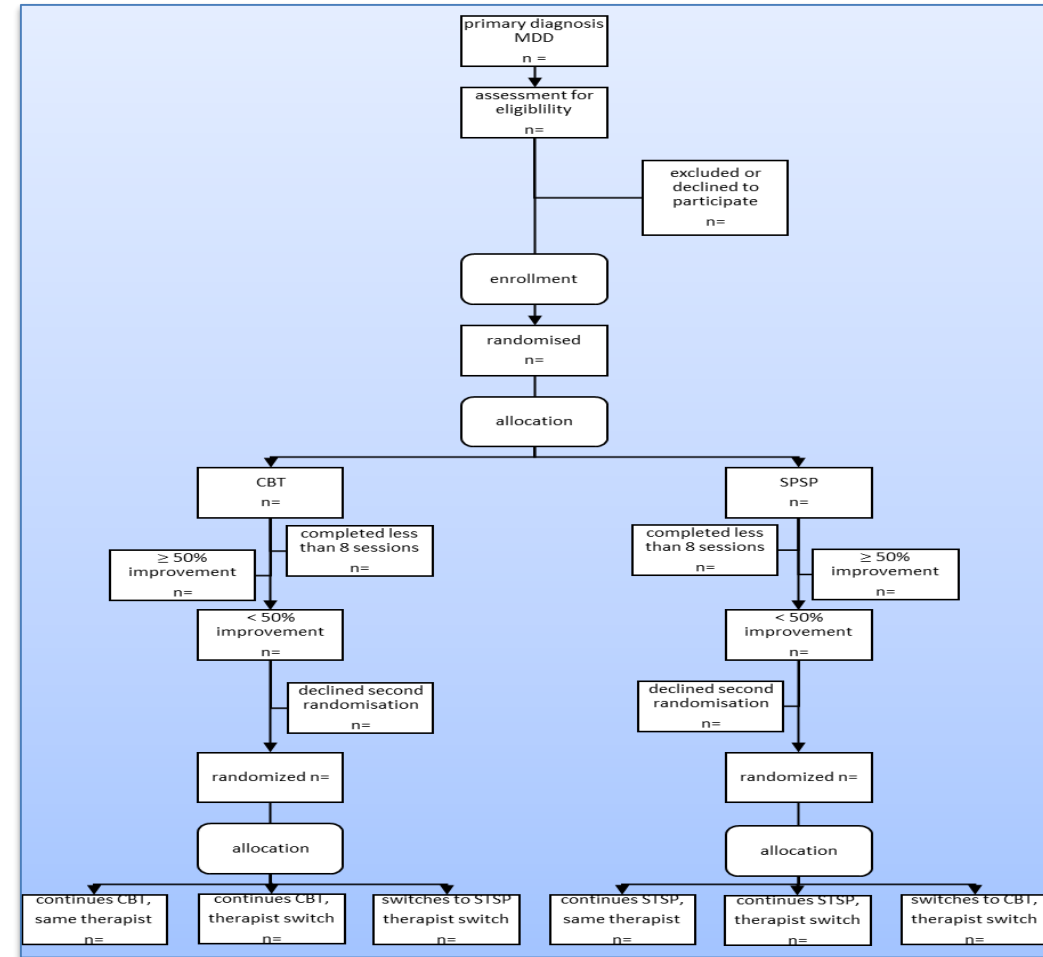 primary diagnosis
MDD
n =
assessment for
eligiblility
n=
excluded or
declined to
participate
n=
enrollment
randomised
n=
allocation
CBT
n=
completed less
than 8 sessions
n=
≥ 50%
improvement
n=
< 50%
improvement
n=
declined second
randomisation
n=
randomized n=
allocation
continues CBT,
same therapist
n=
continues CBT,
therapist switch
n=
switches to STSP
therapist switch
n=
SPSP
n=
completed less
than 8 sessions
n=
≥ 50%
improvement
n=
< 50%
improvement
n=
declined second
randomisation
n=
randomized n=
allocation
continues STSP,
same therapist
n=
continues STSP,
therapist switch
n=
switches to CBT,
therapist switch
n=